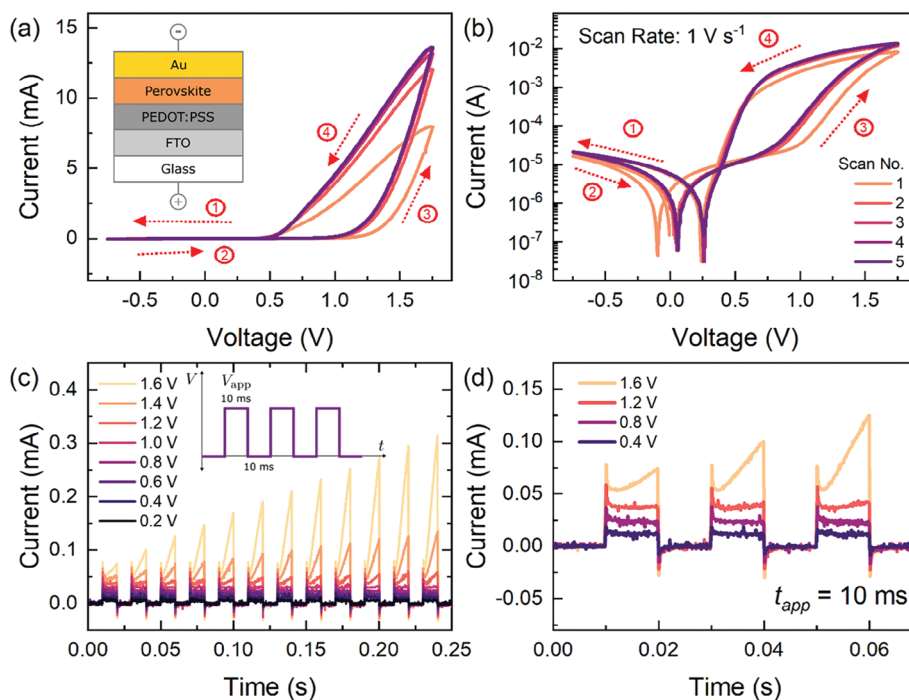 (a)
Current (mA)
15
10
5
0
-0.5
0.0
0.5
1.0
1.5
Voltage (V)
-
Au
Perovskite
PEDOT:PSS
FTO
Glass
+
1
2
3
4
(b)
Current (A)
10⁻¹
10⁻²
10⁻³
10⁻⁴
10⁻⁵
10⁻⁶
10⁻⁷
10⁻⁸
-0.5
0.0
0.5
1.0
1.5
Voltage (V)
Scan Rate: 1 V s⁻¹
4
1
2
3
Scan No.
1
2
3
4
5
(c)
Current (mA)
0.4
0.3
0.2
0.1
0.0
0.00
0.05
0.10
0.15
0.20
0.25
Time (s)
1.6 V
1.4 V
1.2 V
1.0 V
0.8 V
0.6 V
0.4 V
0.2 V
V
Vapp
10 ms
10 ms
t
(d)
Current (mA)
0.15
0.10
0.05
0.00
-0.05
0.00
0.02
0.04
0.06
Time (s)
1.6 V
1.2 V
0.8 V
0.4 V
tapp = 10 ms